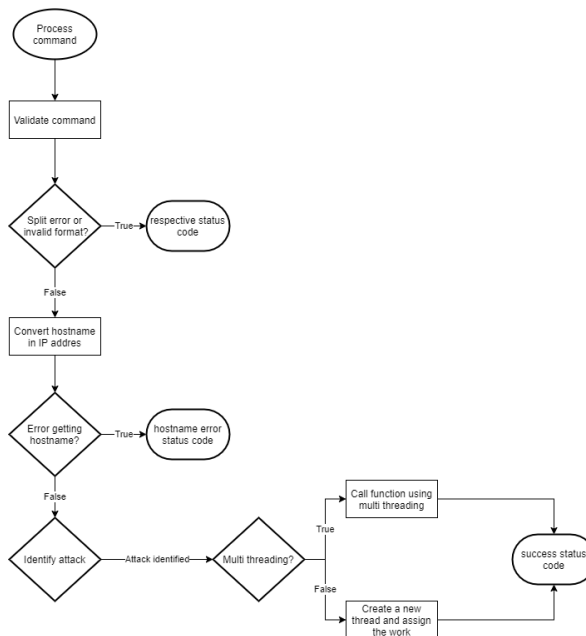 Process
command
Validate command
Split error or
invalid format?
True
respective status
code
False
Convert hostname
in IP addres
Error getting
hostname?
True
hostname error
status code
False
Identify attack
Attack identified
Multi threading?
True
Call function using
multi threading
False
Create a new
thread and assign
the work
success status
code